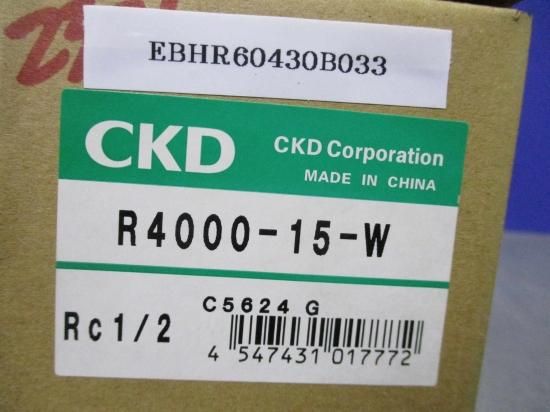 EBHR60430B033
CKD
CKD Corporation
MADE IN CHINA
R4000-15-W
C5624 G
Rc1/2
4 547431 017772